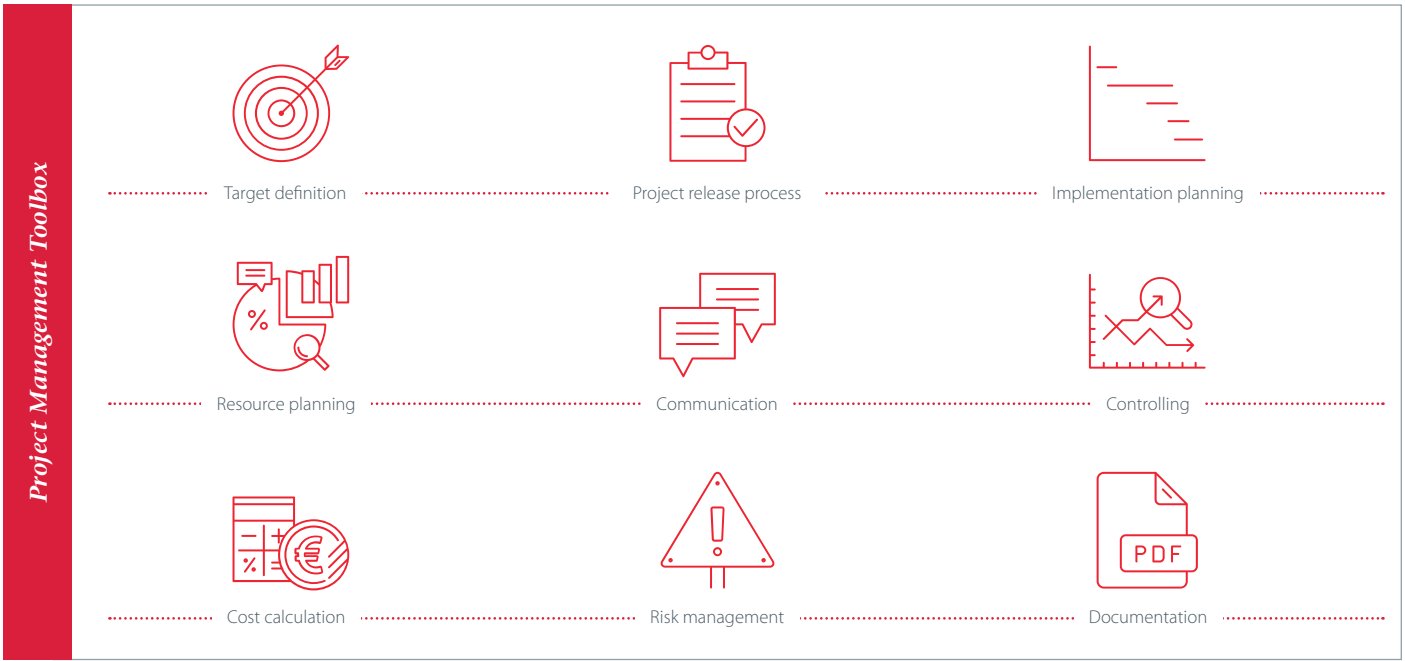 Project Management Toolbox
Target definition
Project release process
Implementation planning
%
Resource planning
Communication
Controlling
− +
% =
€
Cost calculation
!
Risk management
PDF
Documentation